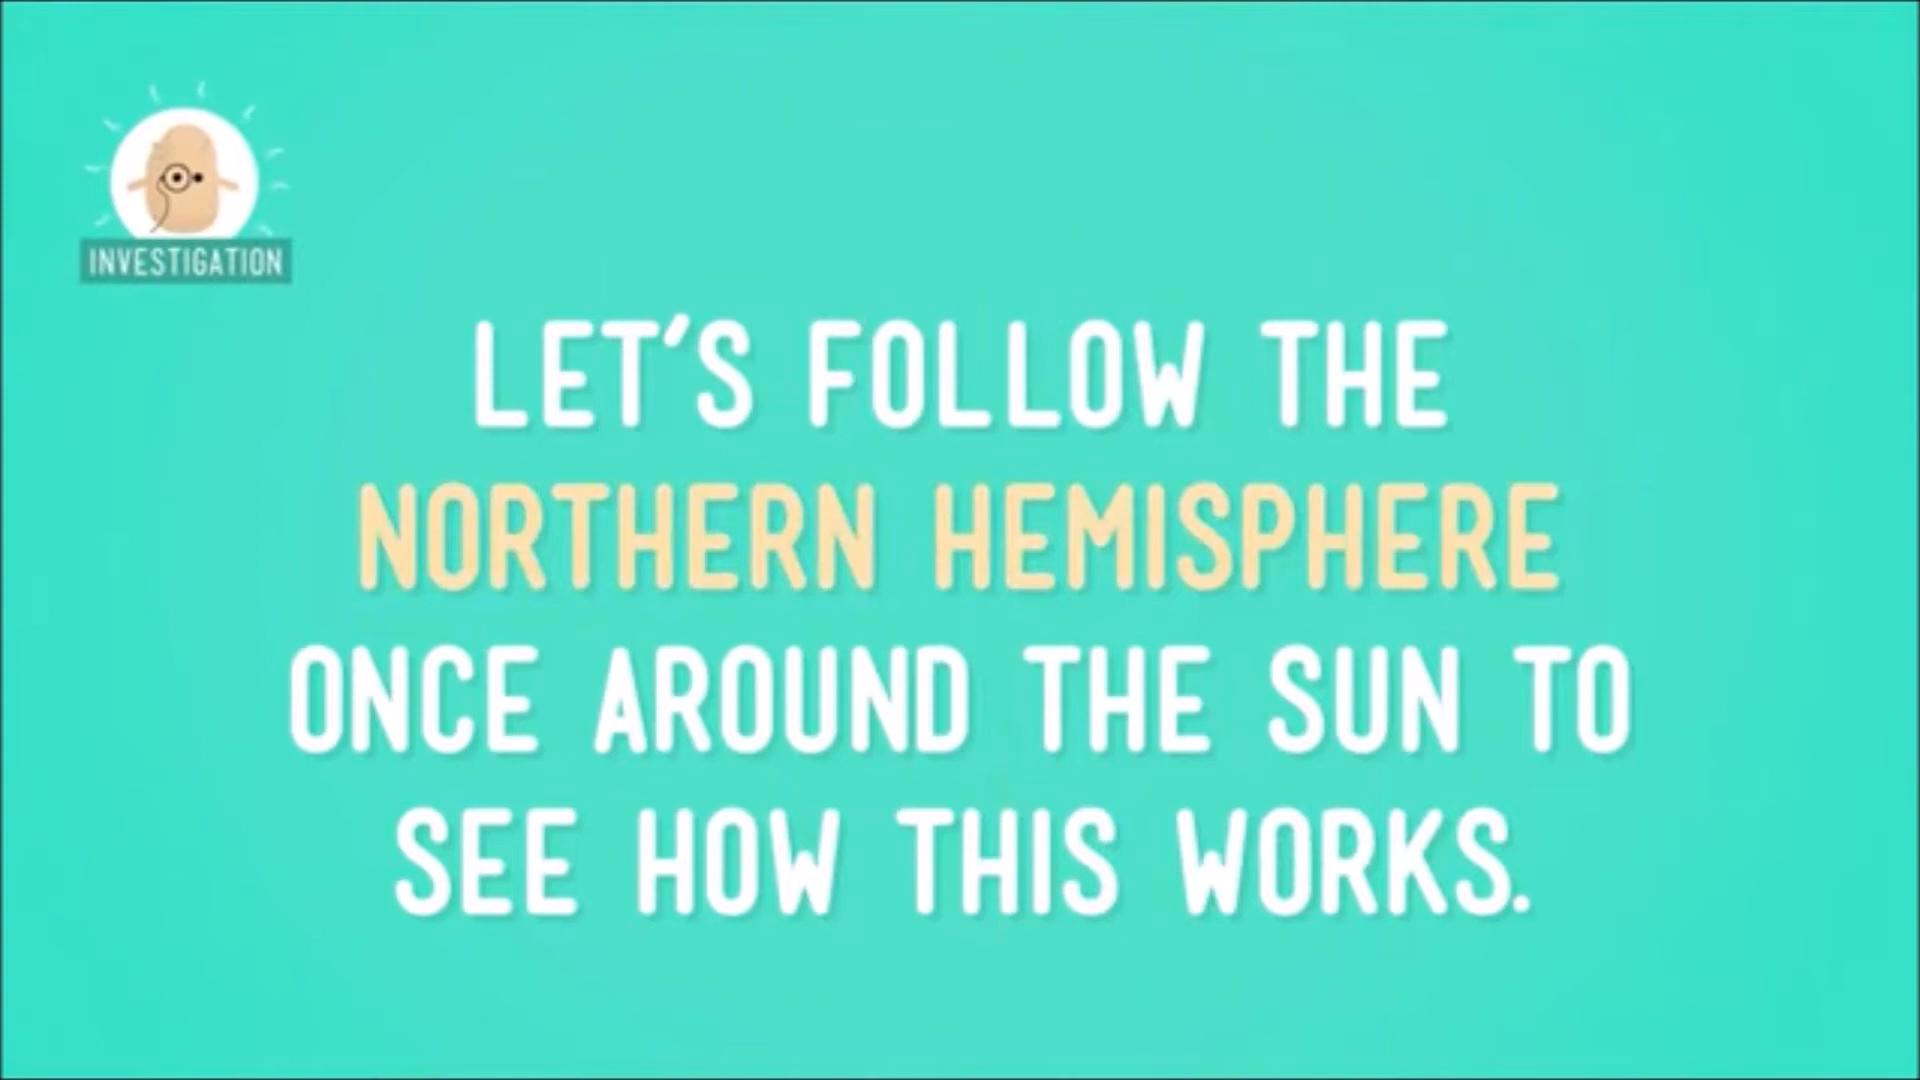 INVESTIGATION
LET'S FOLLOW THE
NORTHERN HEMISPHERE
ONCE AROUND THE SUN TO
SEE HOW THIS WORKS.